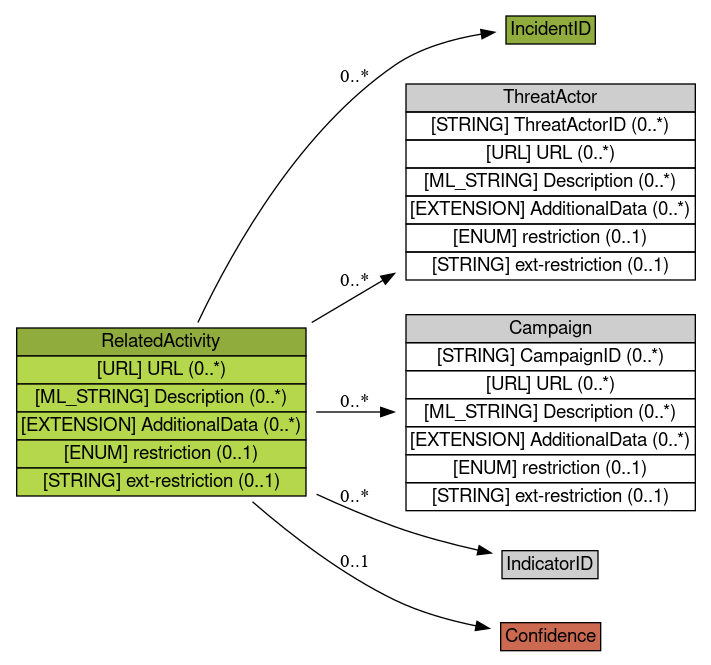 IncidentID
0..*
ThreatActor
[STRING] ThreatActorID (0..*)
[URL] URL (0..*)
[ML_STRING] Description (0..*)
[EXTENSION] AdditionalData (0..*)
[ENUM] restriction (0..1)
[STRING] ext-restriction (0..1)
0..*
RelatedActivity
[URL] URL (0..*)
[ML_STRING] Description (0..*)
[EXTENSION] AdditionalData (0..*)
[ENUM] restriction (0..1)
[STRING] ext-restriction (0..1)
0..*
Campaign
[STRING] CampaignID (0..*)
[URL] URL (0..*)
[ML_STRING] Description (0..*)
[EXTENSION] AdditionalData (0..*)
[ENUM] restriction (0..1)
[STRING] ext-restriction (0..1)
0..*
IndicatorID
0..1
Confidence